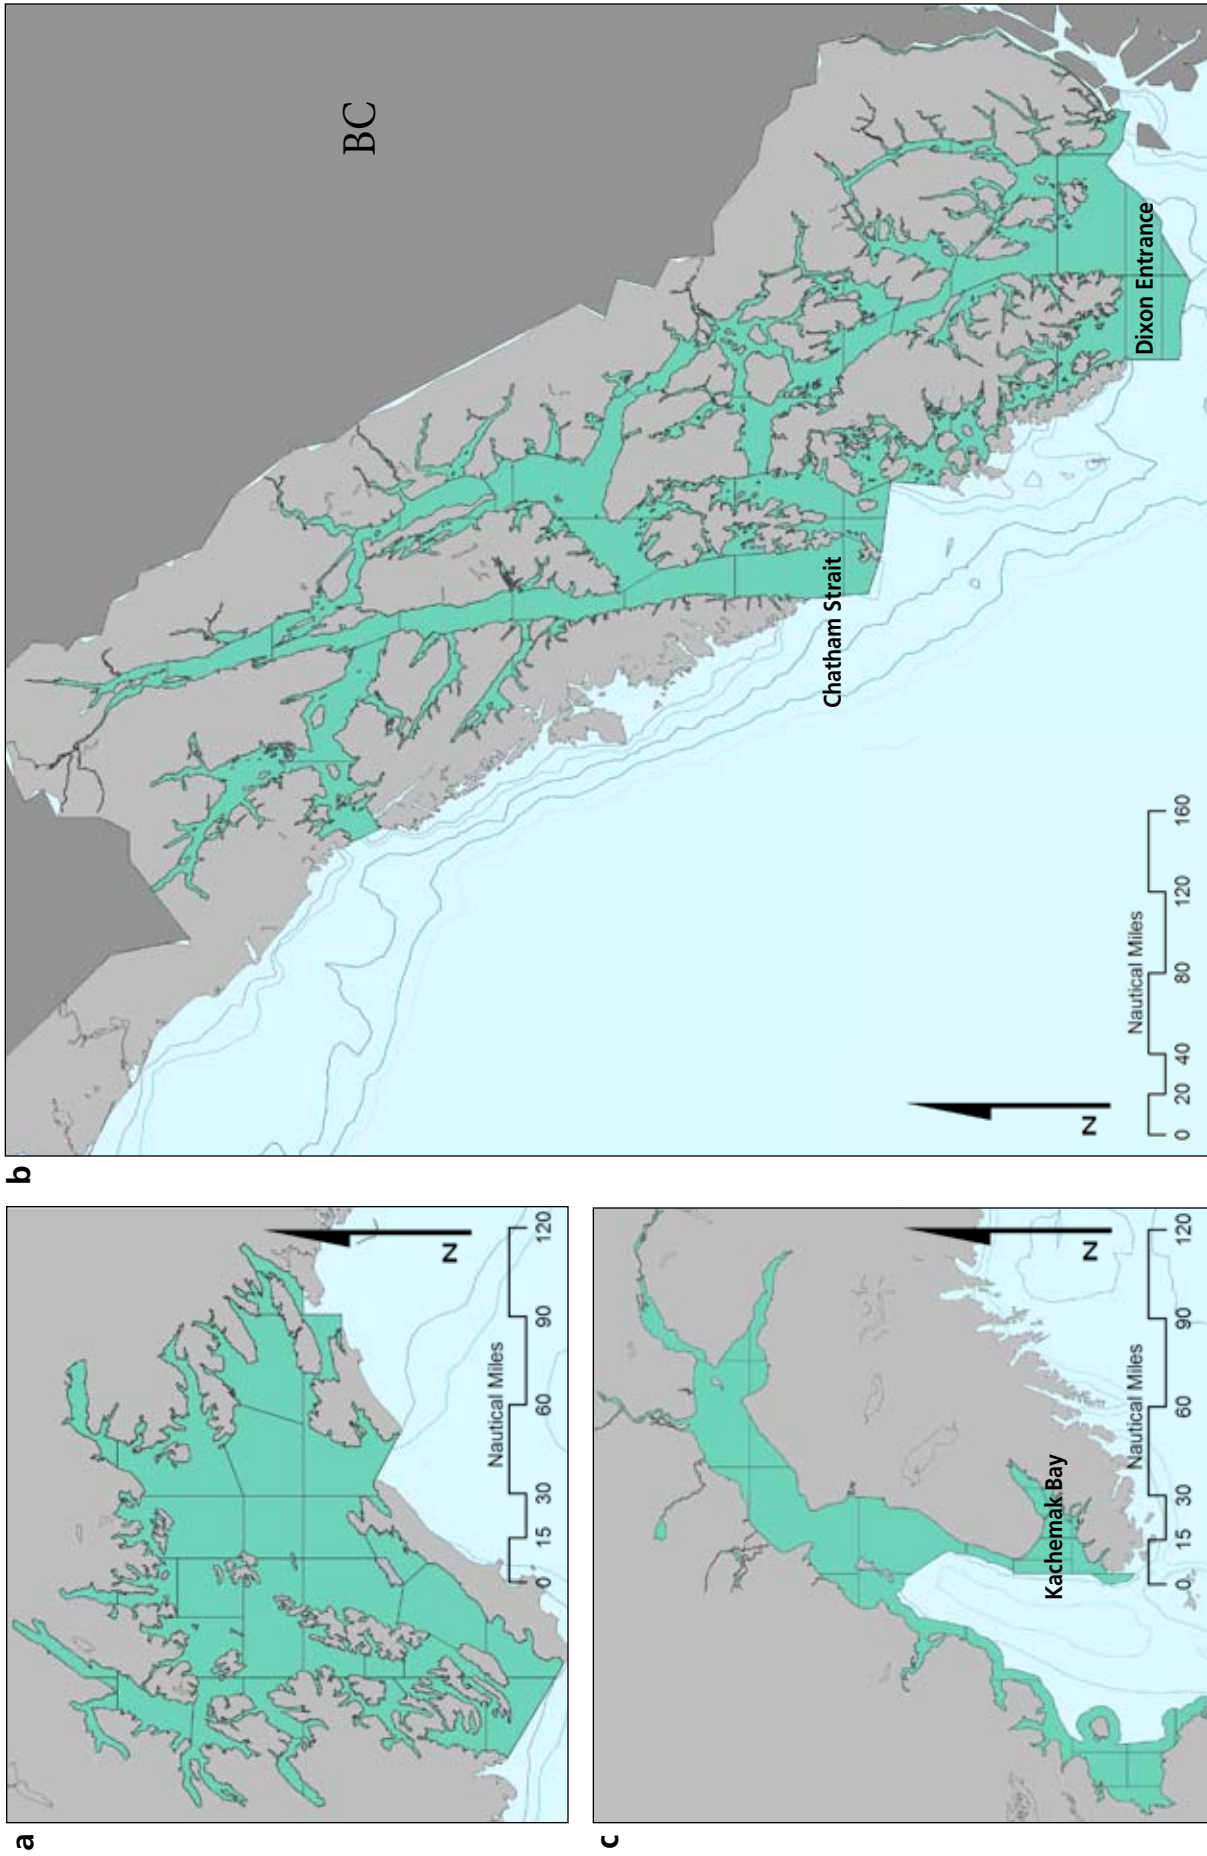 a
Nautical Miles
0 15 30 60 90 120
N
b
BC
Chatham Strait
Dixon Entrance
Nautical Miles
0 20 40 80 120 160
N
c
Kachemak Bay
Nautical Miles
0 15 30 60 90 120
N